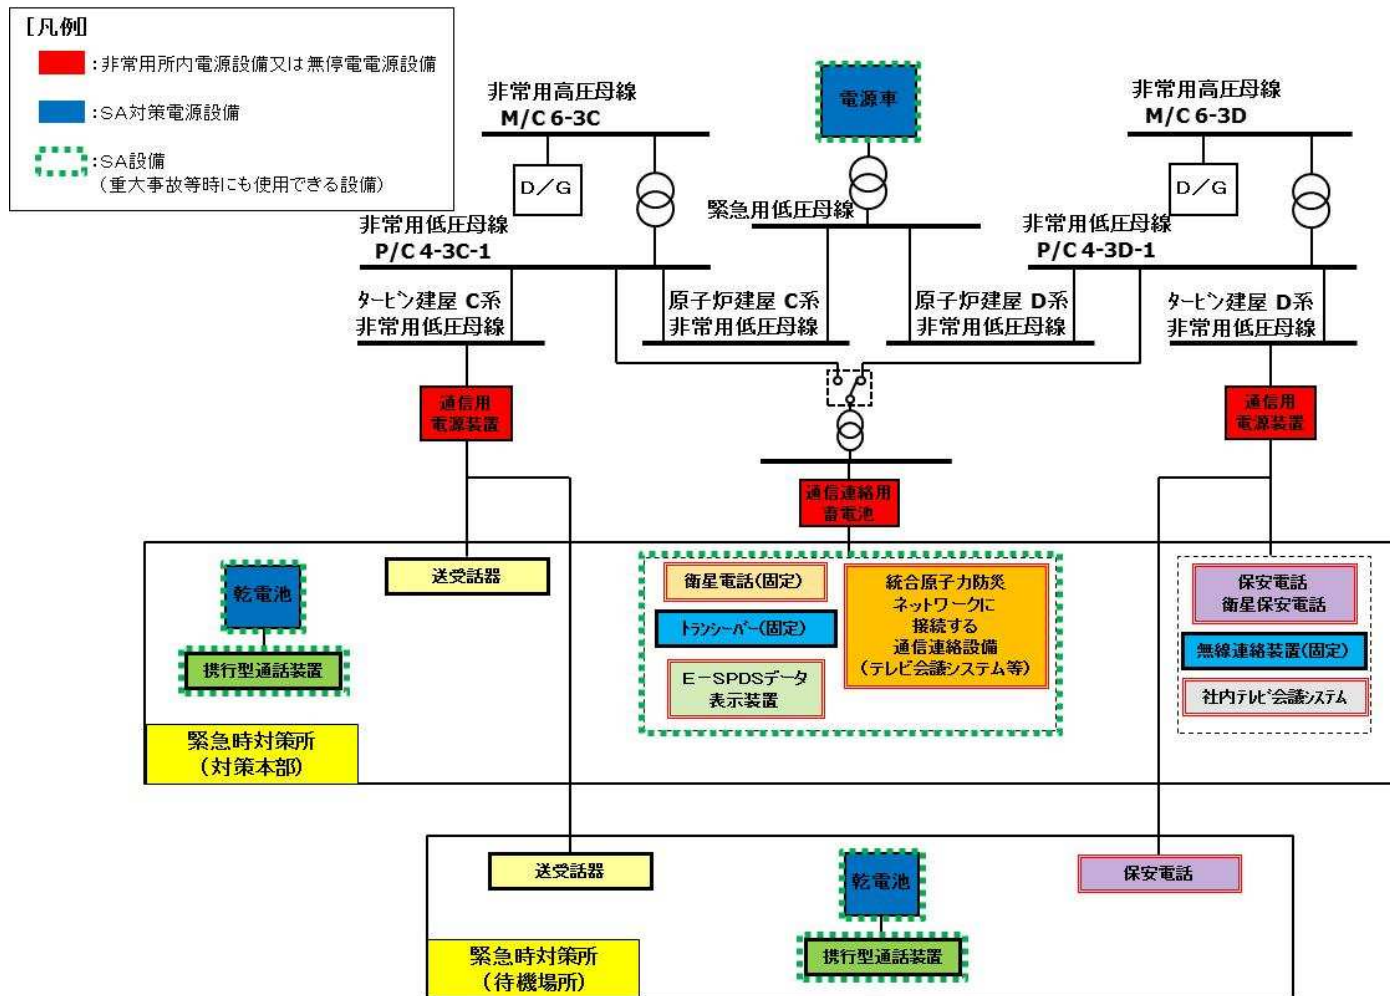 [凡例]
:非常用所内電源設備又は無停電電源設備
:SA対策電源設備
:SA設備
(重大事故等時にも使用できる設備)
非常用高圧母線
M/C 6-3C
電源車
非常用高圧母線
M/C 6-3D
D/G
D/G
非常用低圧母線
P/C 4-3C-1
緊急用低圧母線
非常用低圧母線
P/C 4-3D-1
タービン建屋 C系
非常用低圧母線
原子炉建屋 C系
非常用低圧母線
原子炉建屋 D系
非常用低圧母線
タービン建屋 D系
非常用低圧母線
通信用
電源装置
通信用
電源装置
通信連絡用
蓄電池
乾電池
携行型通話装置
送受話器
衛星電話(固定)
トランシーバー(固定)
E-SPDSデータ
表示装置
統合原子力防災
ネットワークに
接続する
通信連絡設備
(テレビ会議システム等)
保安電話
衛星保安電話
無線連絡装置(固定)
社内テレビ会議システム
緊急時対策所
(対策本部)
送受話器
乾電池
携行型通話装置
保安電話
緊急時対策所
(待機場所)